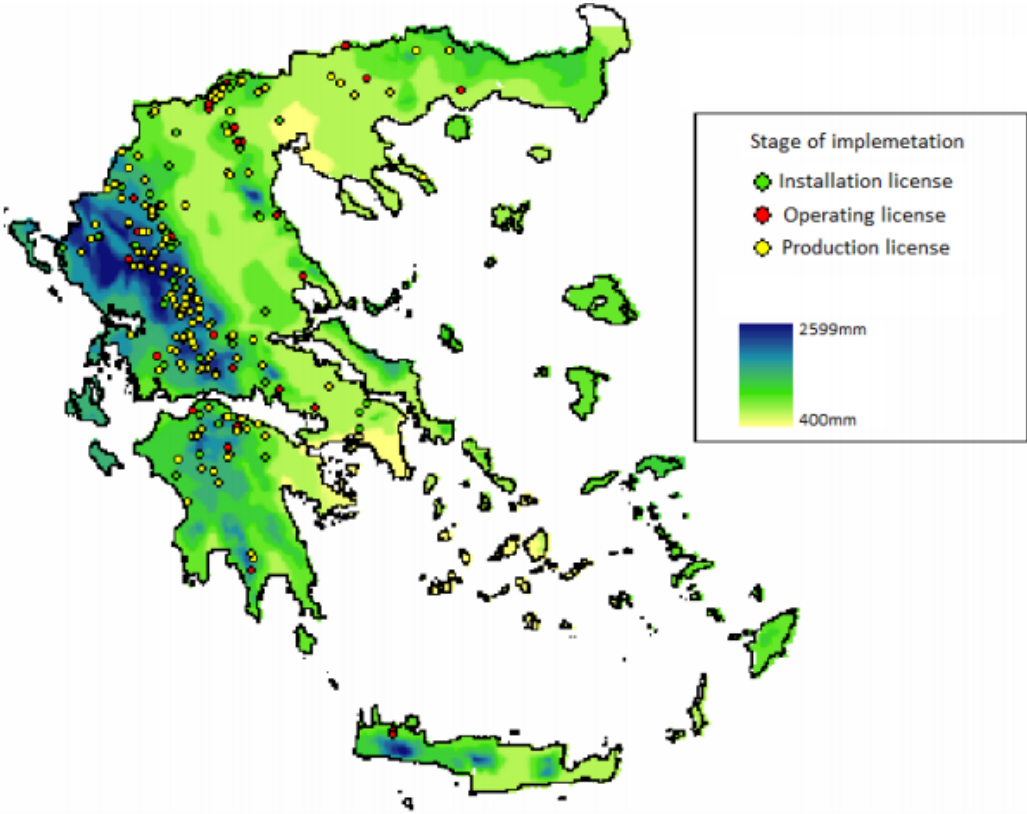 Stage of implemetation
Installation license
Operating license
Production license
2599mm
400mm